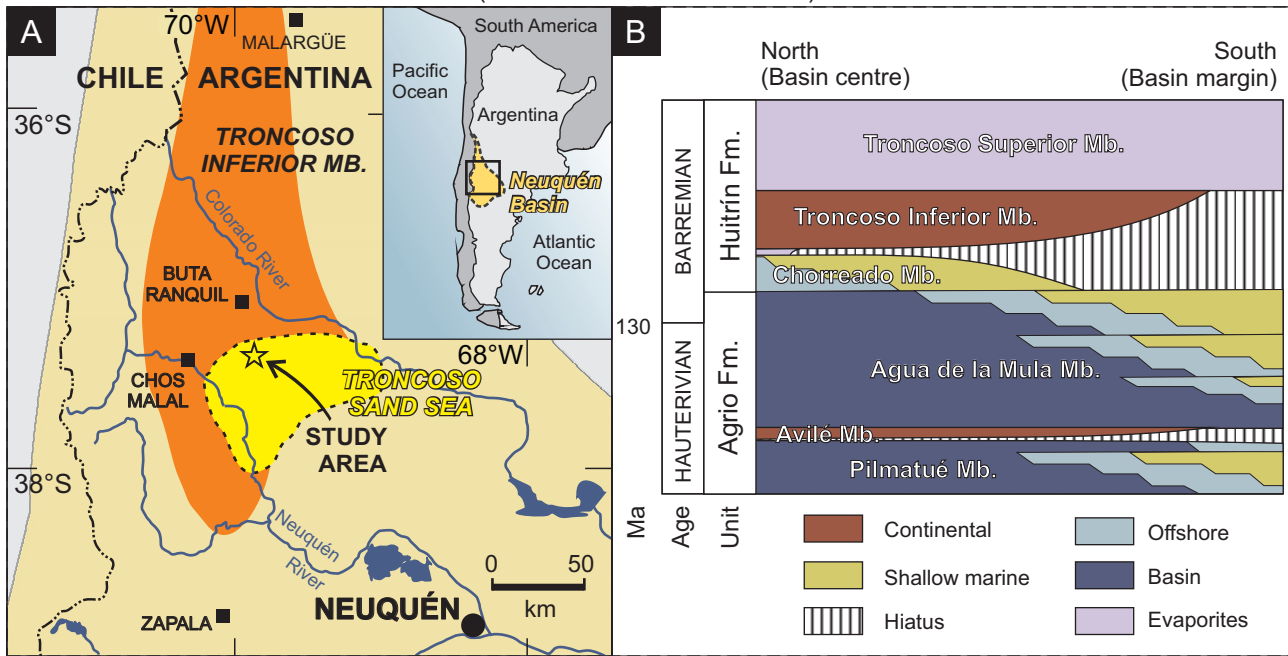 A
70°W
MALARGÜE
CHILE
ARGENTINA
36°S
TRONCOSO
INFERIOR MB.
Colorado River
BUTA
RANQUIL
CHOS
MALAL
TRONCOSO
SAND SEA
STUDY
AREA
68°W
38°S
Neuquén
River
NEUQUÉN
ZAPALA
0
50
km
South America
Pacific
Ocean
Argentina
Neuquén
Basin
Atlantic
Ocean
B
North
(Basin centre)
South
(Basin margin)
BARREMIAN
Huitrín Fm.
Troncoso Superior Mb.
Troncoso Inferior Mb.
Chorreado Mb.
130
HAUTERIVIAN
Agrio Fm.
Agua de la Mula Mb.
Avilé Mb.
Pilmatué Mb.
Ma
Age
Unit
Continental
Offshore
Shallow marine
Basin
Hiatus
Evaporites